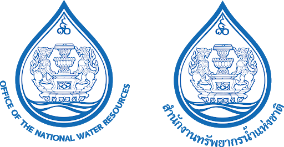 OFFICE OF THE NATIONAL WATER RESOURCES
สำนักงานทรัพยากรน้ำแห่งชาติ